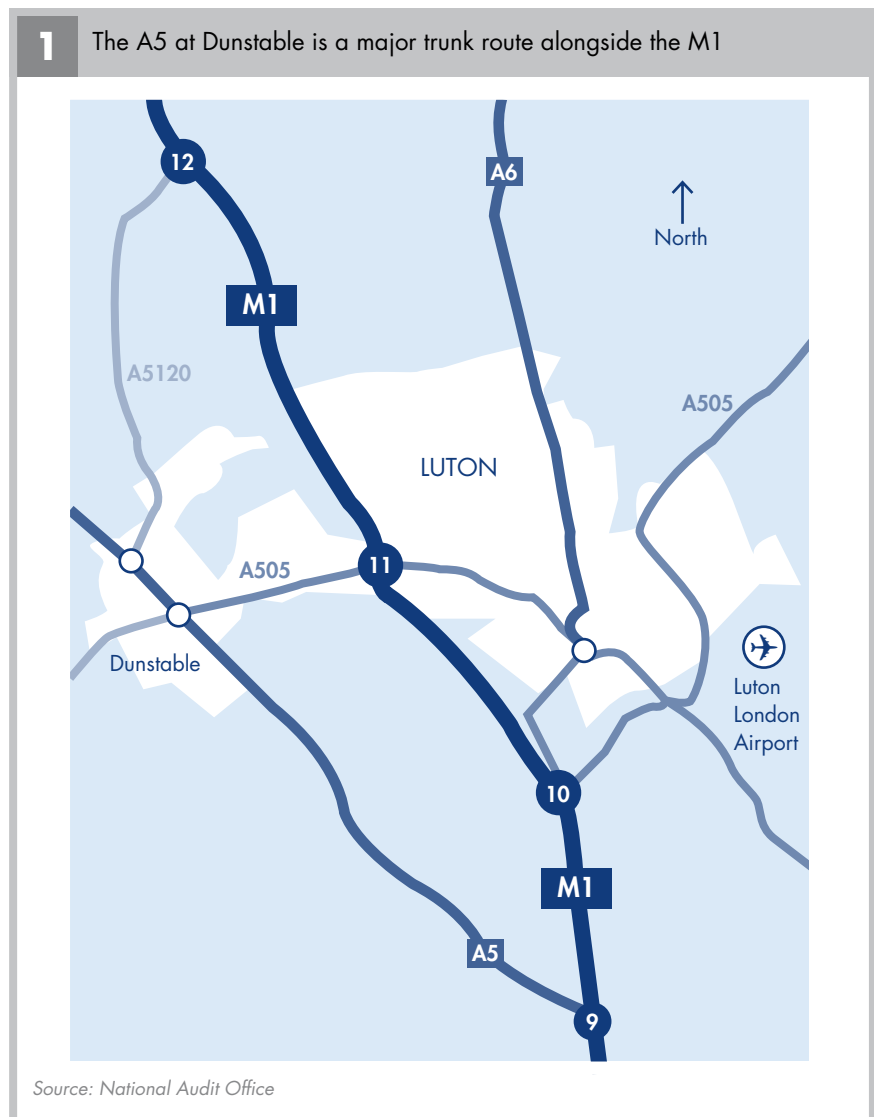 1
The A5 at Dunstable is a major trunk route alongside the M1
12
A6
North
M1
A5120
A505
LUTON
11
A505
Dunstable
Luton
London
Airport
10
M1
A5
9
Source: National Audit Office